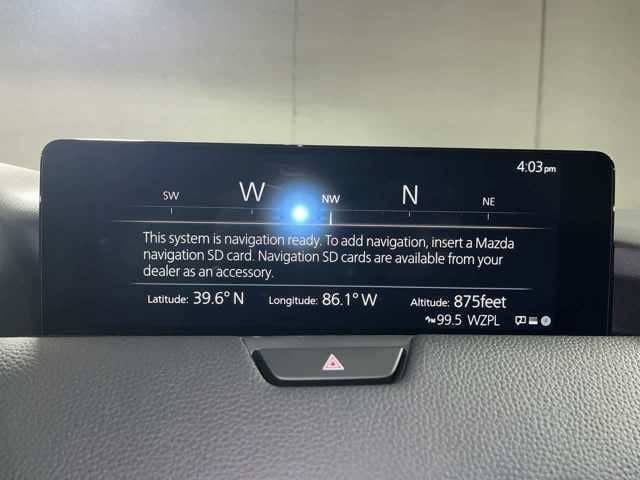 4:03pm
SW W NW N NE
This system is navigation ready. To add navigation, insert a Mazda
navigation SD card. Navigation SD cards are available from your
dealer as an accessory.
Latitude: 39.6° N Longitude: 86.1° W Altitude: 875feet
99.5 WZPL